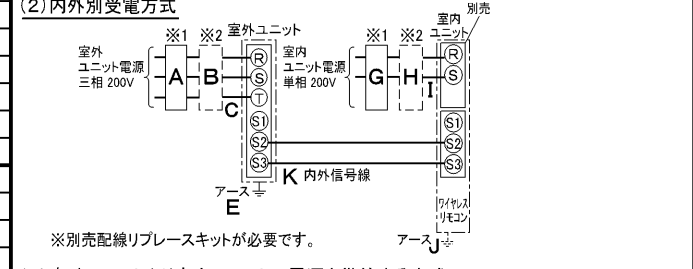 (2)内外別受電方式
別売
※1 ※2 室外ユニット
※1 ※2 室内
ユニット
室外
ユニット電源
三相 200V
A B C
R
S
T
S1
S2
S3
室内
ユニット電源
単相 200V
G H I
R
S
S1
S2
S3
K 内外信号線
アース
E
ワイヤレス
リモコン
※別売配線リプレースキットが必要です。
アース J